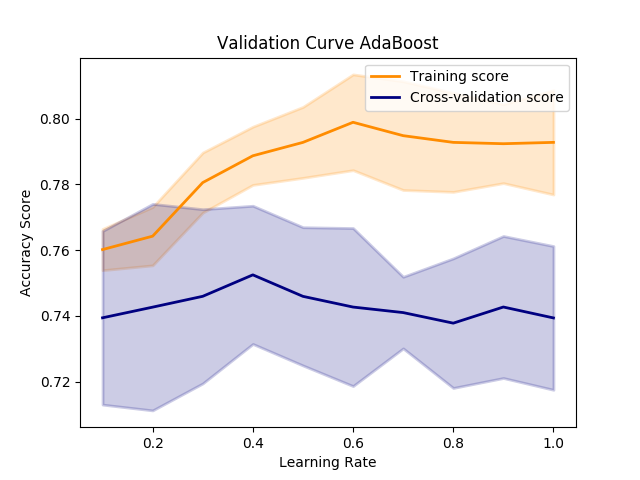 Validation Curve AdaBoost
Training score
Cross-validation score
Accuracy Score
0.80
0.78
0.76
0.74
0.72
0.2 0.4 0.6 0.8 1.0
Learning Rate